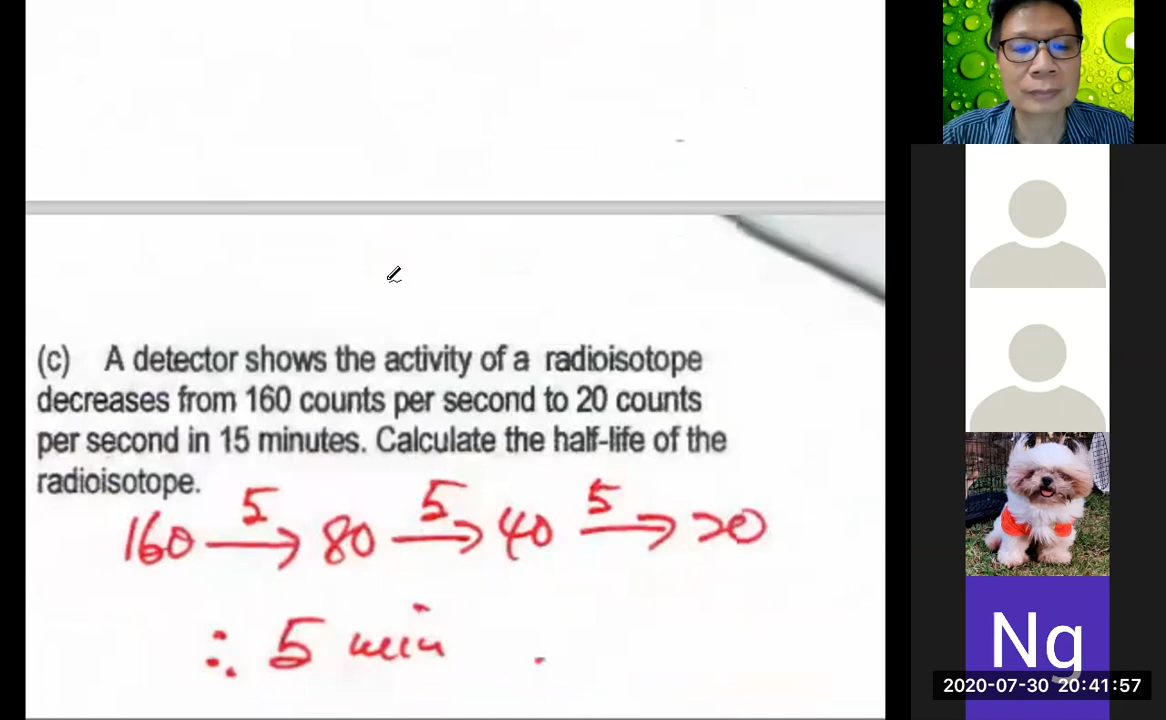 (c) A detector shows the activity of a radioisotope
decreases from 160 counts per second to 20 counts
per second in 15 minutes. Calculate the half-life of the
radioisotope.
5 5 5
160 → 80 → 40 → 20
∴ 5 min
Ng
2020-07-30 20:41:57